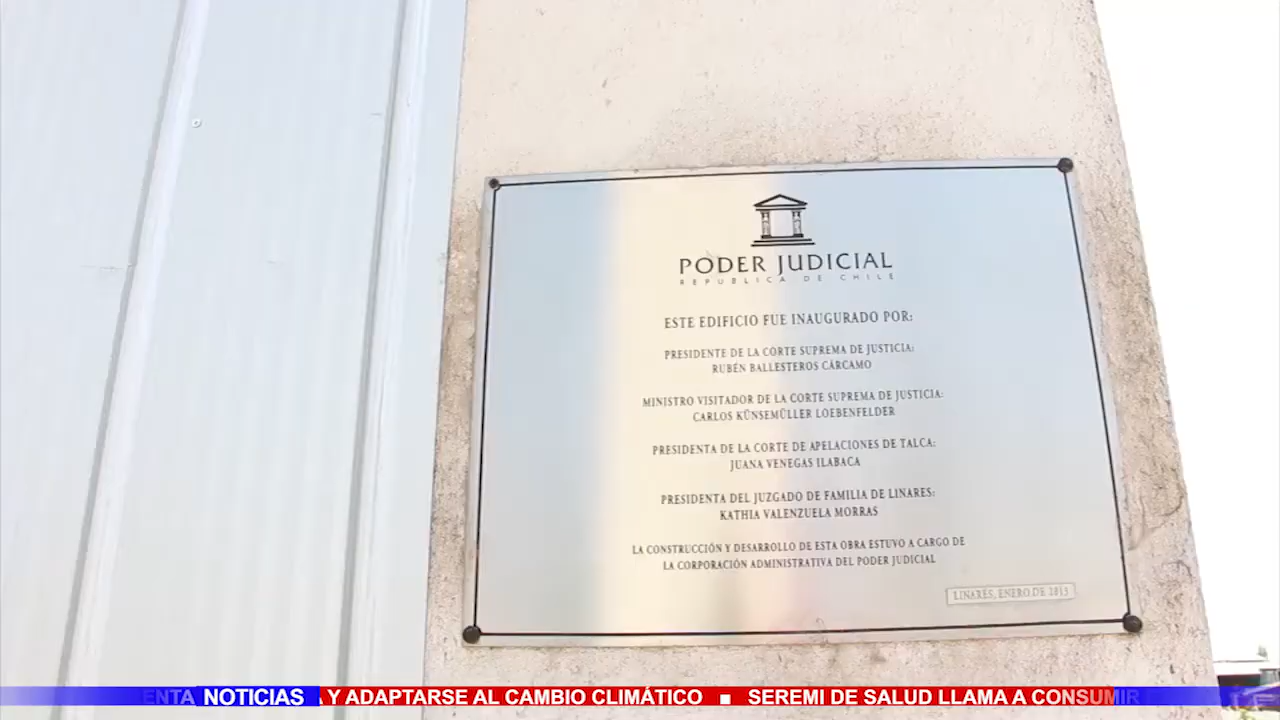 PODER JUDICIAL
REPUBLICA DE CHILE
ESTE EDIFICIO FUE INAUGURADO POR:
PRESIDENTE DE LA CORTE SUPREMA DE JUSTICIA:
RUBÉN BALLESTEROS CÁRCAMO
MINISTRO VISITADOR DE LA CORTE SUPREMA DE JUSTICIA:
CARLOS KÜNSEMÜLLER LOEBENFELDER
PRESIDENTA DE LA CORTE DE APELACIONES DE TALCA:
JUANA VENEGAS ILABACA
PRESIDENTA DEL JUZGADO DE FAMILIA DE LINARES:
KATHIA VALENZUELA MORRAS
LA CONSTRUCCIÓN Y DESARROLLO DE ESTA OBRA ESTUVO A CARGO DE
LA CORPORACIÓN ADMINISTRATIVA DEL PODER JUDICIAL
LINARES, ENERO DE 2013
ENTA NOTICIAS Y ADAPTARSE AL CAMBIO CLIMÁTICO ■ SEREMI DE SALUD LLAMA A CONSUMIR